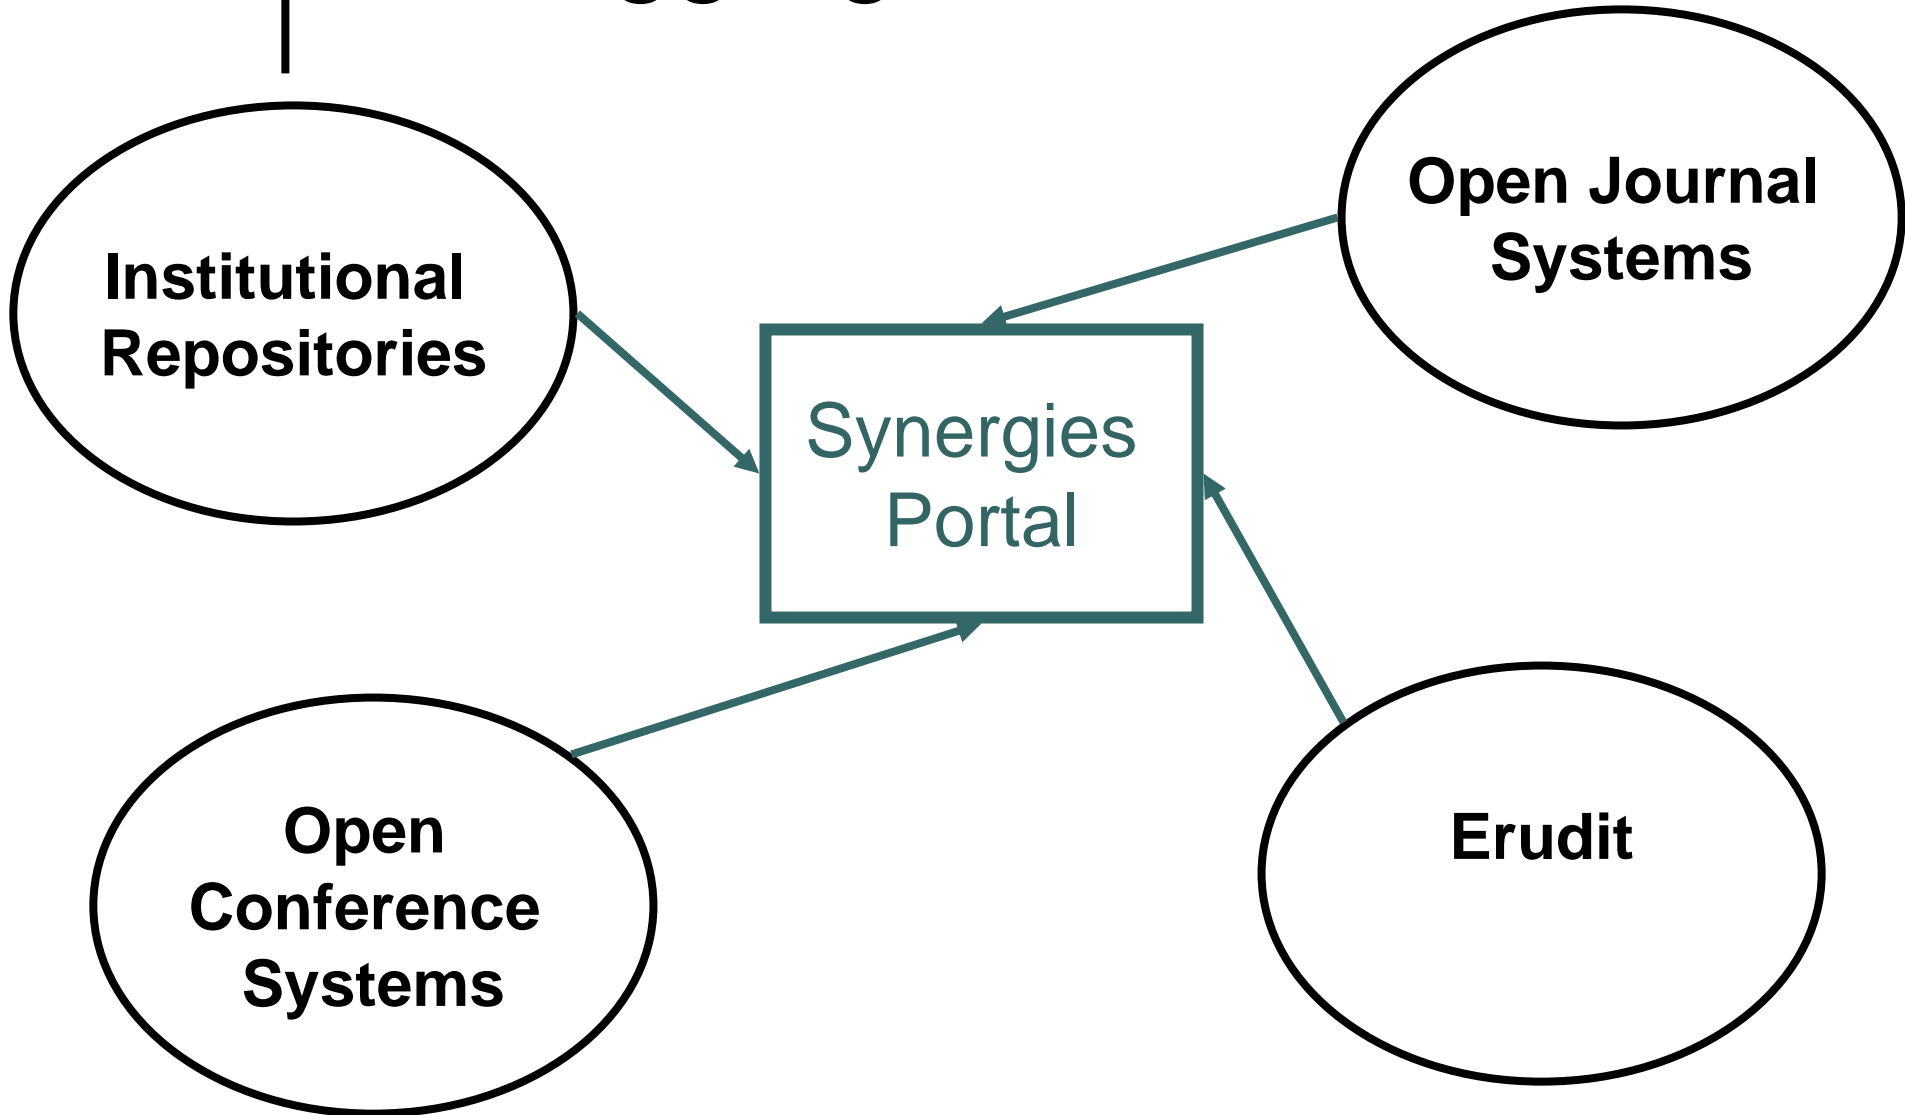 Institutional
Repositories
Open Journal
Systems
Synergies
Portal
Open
Conference
Systems
Erudit